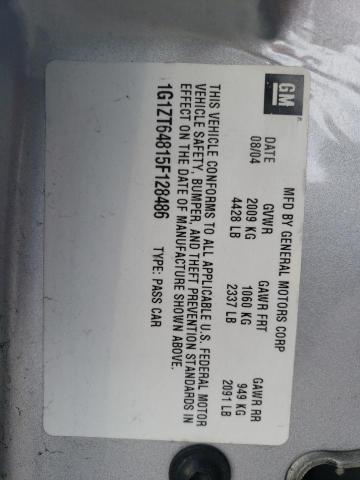 GM
MFD BY GENERAL MOTORS CORP
DATE GVWR GAWR FRT GAWR RR
08/04 2009 KG 1060 KG 949 KG
4428 LB 2337 LB 2091 LB
THIS VEHICLE CONFORMS TO ALL APPLICABLE U.S. FEDERAL MOTOR
VEHICLE SAFETY, BUMPER, AND THEFT PREVENTION STANDARDS IN
EFFECT ON THE DATE OF MANUFACTURE SHOWN ABOVE.
1G1ZT64815F128486 TYPE: PASS CAR